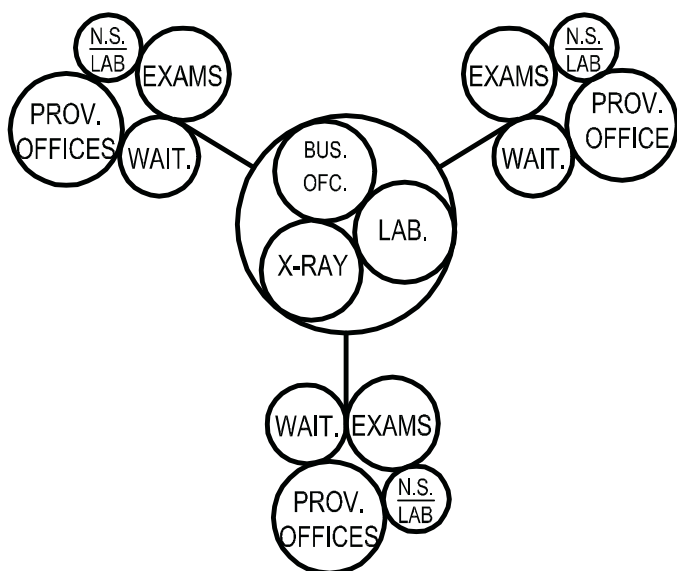 N.S.
LAB
EXAMS
PROV.
OFFICES
WAIT.
N.S.
LAB
EXAMS
PROV.
OFFICE
WAIT.
BUS.
OFC.
LAB.
X-RAY
WAIT.
EXAMS
PROV.
OFFICES
N.S.
LAB